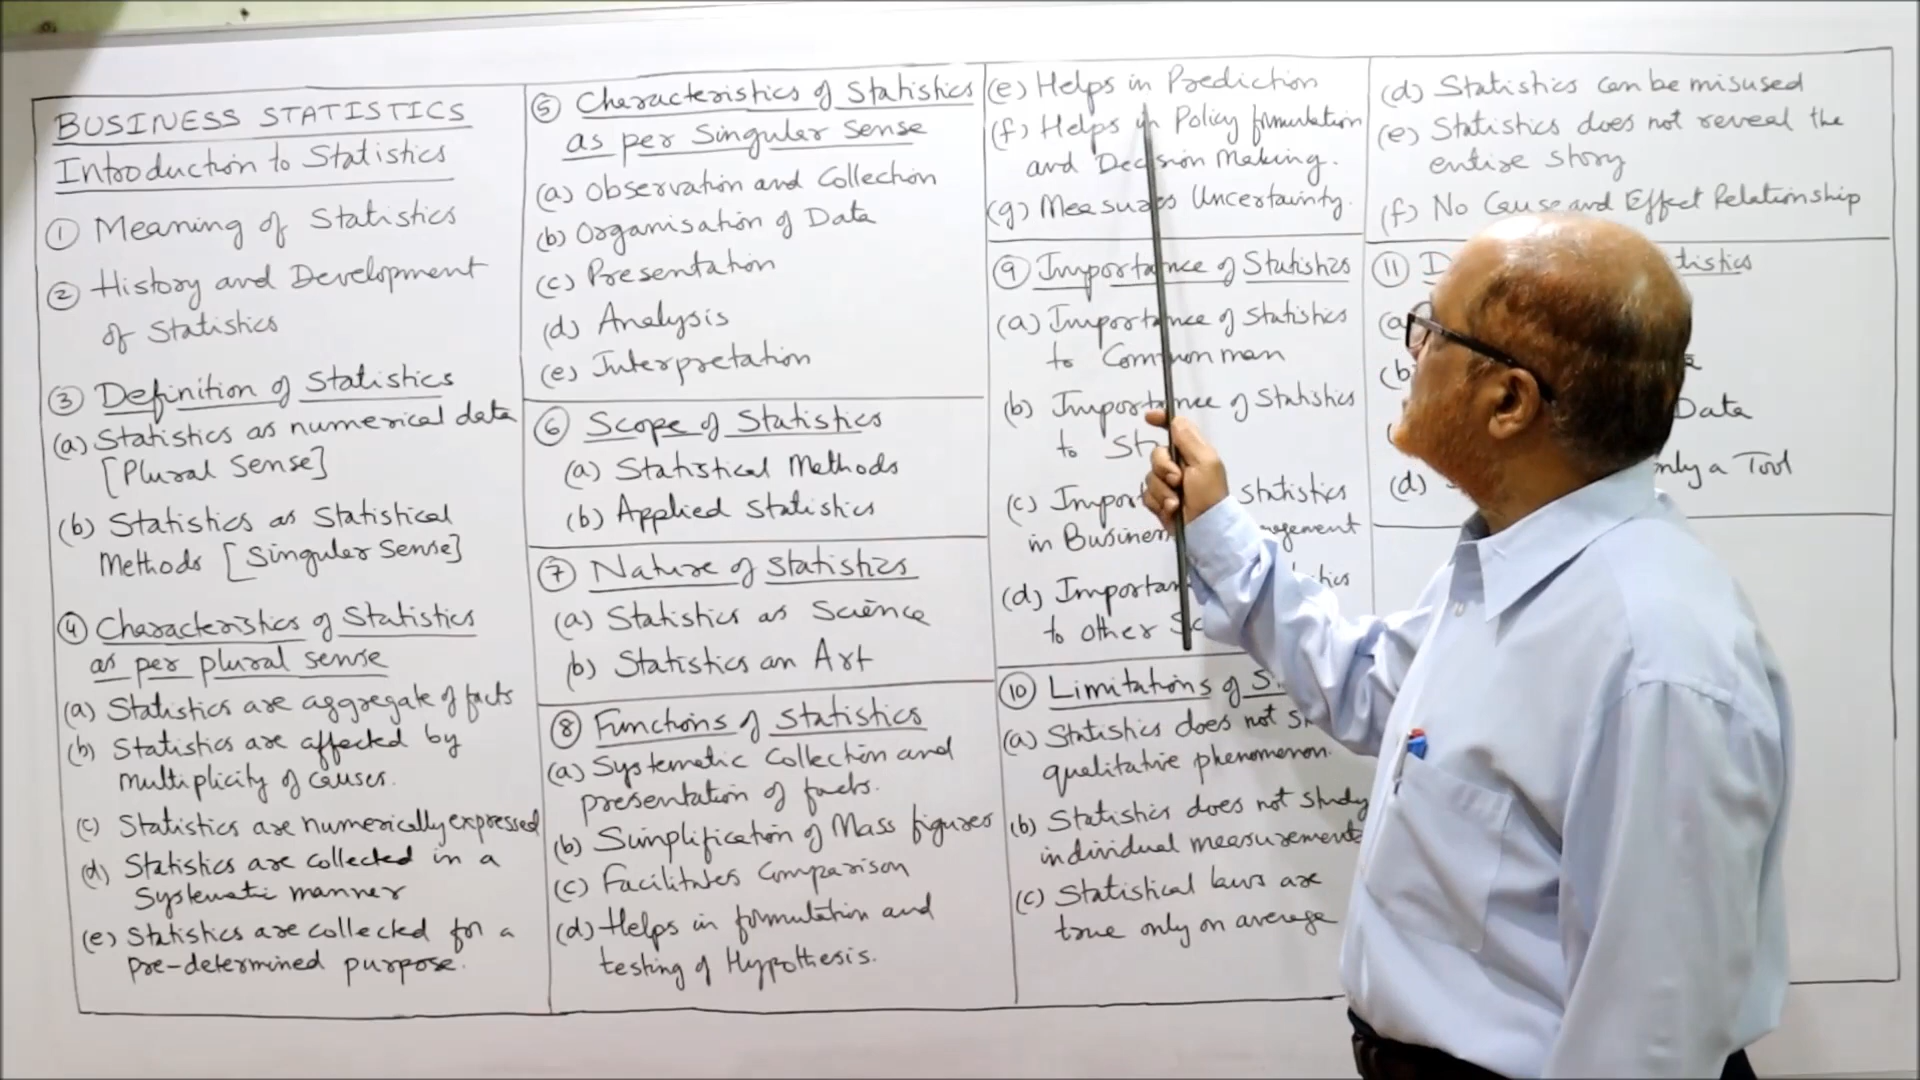 BUSINESS STATISTICS
Introduction to Statistics
① Meaning of Statistics
② History and Development
of Statistics
③ Definition of Statistics
(a) Statistics as numerical data
[Plural Sense]
(b) Statistics as Statistical
Methods [Singular Sense]
④ Characteristics of Statistics
as per plural sense
(a) Statistics are aggregate of facts
(b) Statistics are affected by
multiplicity of causes.
(c) Statistics are numerically expressed
(d) Statistics are collected in a
Systematic manner
(e) Statistics are collected for a
pre-determined purpose.
⑤ Characteristics of Statistics
as per Singular Sense
(a) Observation and Collection
(b) Organisation of Data
(c) Presentation
(d) Analysis
(e) Interpretation
⑥ Scope of Statistics
(a) Statistical Methods
(b) Applied Statistics
⑦ Nature of Statistics
(a) Statistics as Science
(b) Statistics an Art
⑧ Functions of Statistics
(a) Systematic Collection and
presentation of facts.
(b) Simplification of Mass figures
(c) Facilitates Comparison
(d) Helps in formulation and
testing of Hypothesis.
(e) Helps in Prediction
(f) Helps in Policy formulation
and Decision Making.
(g) Measures Uncertainty.
⑨ Importance of Statistics
(a) Importance of Statistics
to Common man
(b) Importance of Statistics
to
(c) Statistics
in Business
(d)
to Other
⑩ Limitations of
(a) Statistics does not
qualitative phenomenon.
(b) Statistics does not study
individual measurements
(c) Statistical laws are
true only on average
(d) Statistics can be misused
(e) Statistics does not reveal the
entire story
(f) No Cause and Effect Relationship
⑪
(a
(b
Data
(d) only a Tool